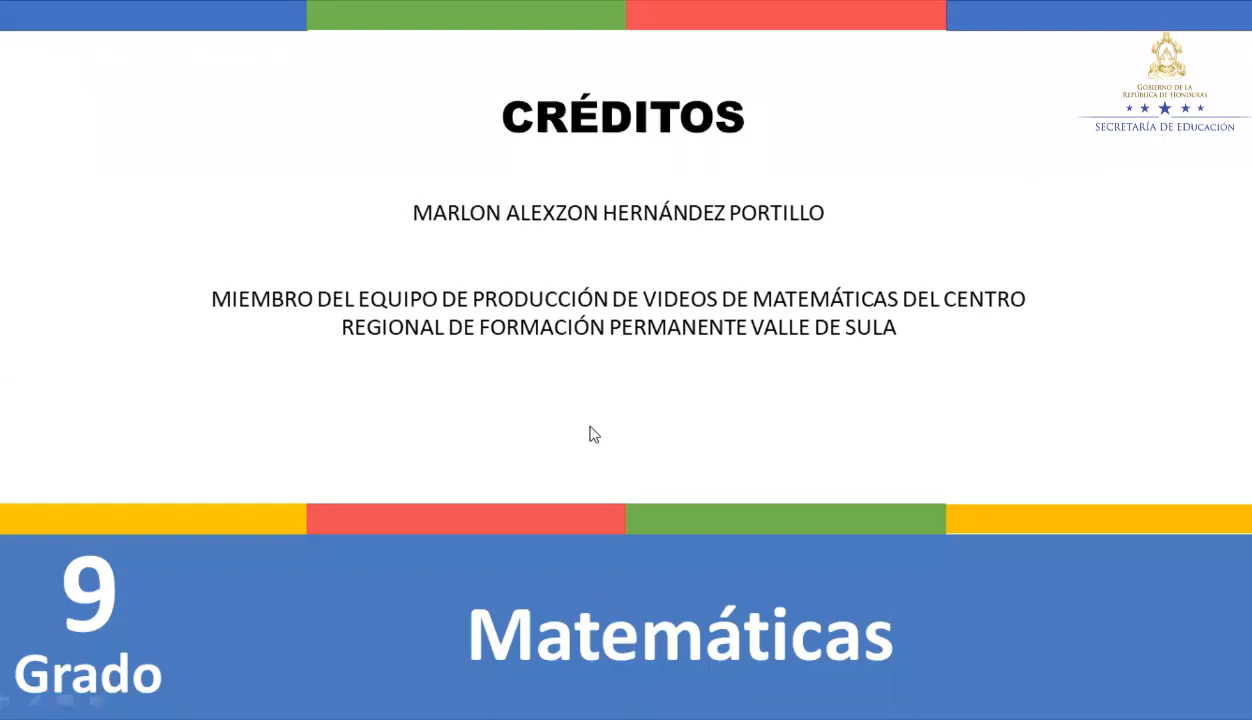 GOBIERNO DE LA
REPÚBLICA DE HONDURAS
SECRETARÍA DE EDUCACIÓN
CRÉDITOS
MARLON ALEXZON HERNÁNDEZ PORTILLO
MIEMBRO DEL EQUIPO DE PRODUCCIÓN DE VIDEOS DE MATEMÁTICAS DEL CENTRO
REGIONAL DE FORMACIÓN PERMANENTE VALLE DE SULA
9
Grado
Matemáticas